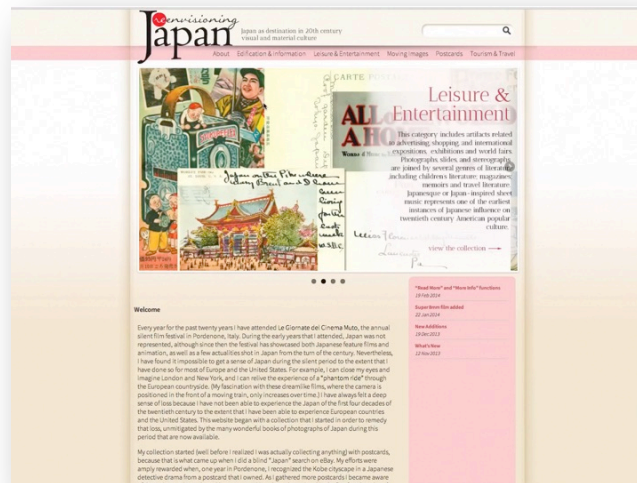 Reenvisioning
Japan
Japan as destination in 20th century
visual and material culture
About Edification & Information Leisure & Entertainment Moving Images Postcards Tourism & Travel
CARTE
ALL
A HO
Japan on the Pike where
Leisure &
Entertainment
This category includes artifacts related
to advertising, shopping, and international
expositions, exhibitions and world fairs.
Photographs, slides, and stereographs
are joined by several genres of literature
including children's literature; magazines;
memoirs and travel literature.
Japanesque or Japan-inspired sheet
music represents one of the earliest
instances of Japanese influence on
twentieth century American popular
culture.
view the collection →
"Read More" and "More Info" functions
19-Feb-2014
Super 8mm film added
22-Jan-2014
New Additions
19-Dec-2013
What's New
12-Nov-2013
Welcome
Every year for the past twenty years I have attended Le Giornate del Cinema Muto, the annual
silent film festival in Pordenone, Italy. During the early years that I attended, Japan was not
represented, although since then the festival has showcased both Japanese feature films and
animation, as well as a few actualities shot in Japan from the turn of the century. Nevertheless,
I have found it impossible to get a sense of Japan during the silent period to the extent that I
have done so for most of Europe and the United States. For example, I can close my eyes and
imagine London and New York, and I can relive the experience of a "phantom ride" through
the European countryside. (My fascination with these dreamlike films, where the camera is
positioned in the front of a moving train, only increases over time.) I have always felt a deep
sense of loss because I have not been able to experience the Japan of the first four decades of
the twentieth century to the extent that I have been able to experience European countries
and the United States. This website began with a collection that I started in order to remedy
that loss, unmitigated by the many wonderful books of photographs of Japan during this
period that are now available.
My collection started (well before I realized I was actually collecting anything) with postcards,
because that is what came up when I did a blind "Japan" search on eBay. My efforts were
amply rewarded when, one year in Pordenone, I recognized the Kobe cityscape in a Japanese
detective drama from a postcard that I owned. As I gathered more postcards I became aware